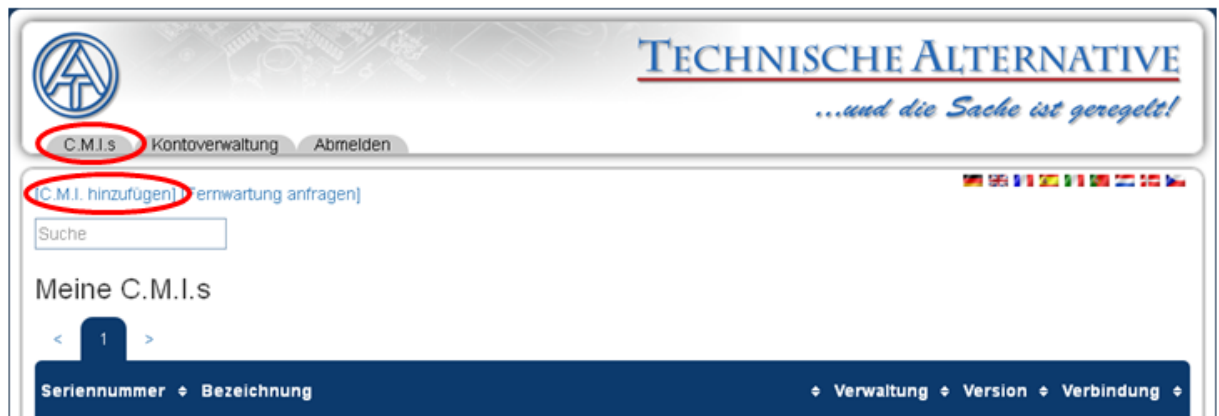 TECHNISCHE ALTERNATIVE
...und die Sache ist geregelt!
C.M.I.s Kontoverwaltung Abmelden
[C.M.I. hinzufügen] [Fernwartung anfragen]
Suche
Meine C.M.I.s
< 1 >
Seriennummer Bezeichnung Verwaltung Version Verbindung